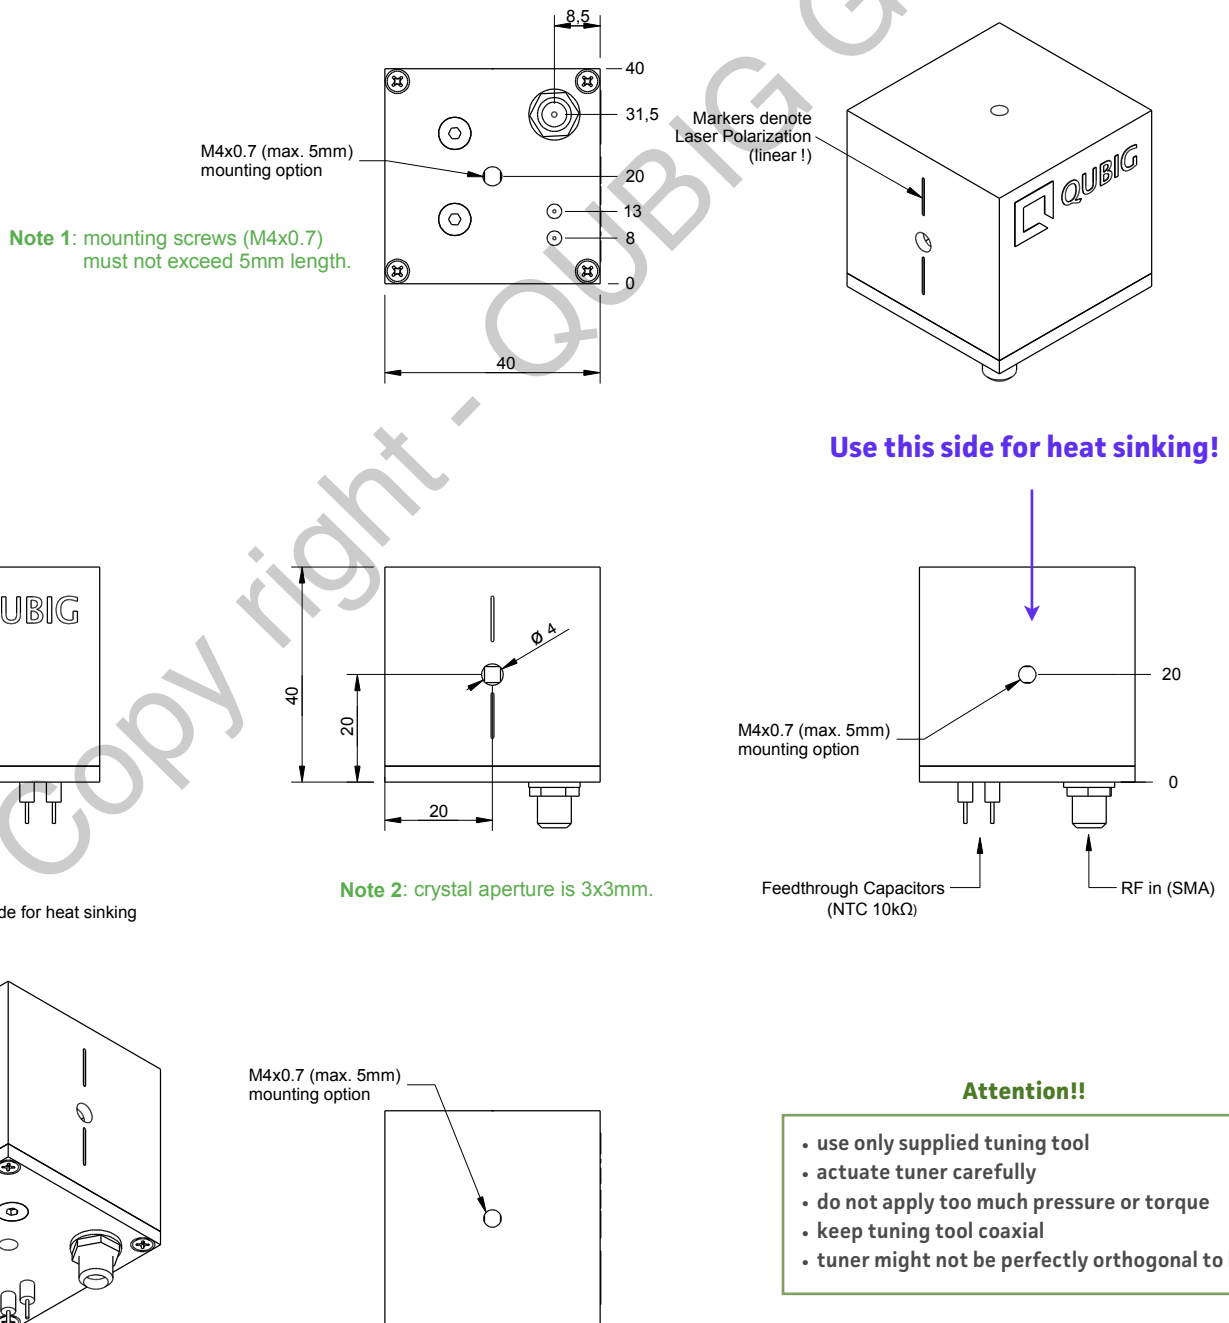 8,5
40
31,5
20
13
8
0
40
M4x0.7 (max. 5mm)
mounting option
Note 1: mounting screws (M4x0.7)
must not exceed 5mm length.
Markers denote
Laser Polarization
(linear !)
QUBIG
Use this side for heat sinking!
UBIG
40
20
Ø 4
20
M4x0.7 (max. 5mm)
mounting option
20
0
Note 2: crystal aperture is 3x3mm.
Feedthrough Capacitors
(NTC 10kΩ)
RF in (SMA)
de for heat sinking
M4x0.7 (max. 5mm)
mounting option
Attention!!
• use only supplied tuning tool
• actuate tuner carefully
• do not apply too much pressure or torque
• keep tuning tool coaxial
• tuner might not be perfectly orthogonal to
Copy right - QUBIG G